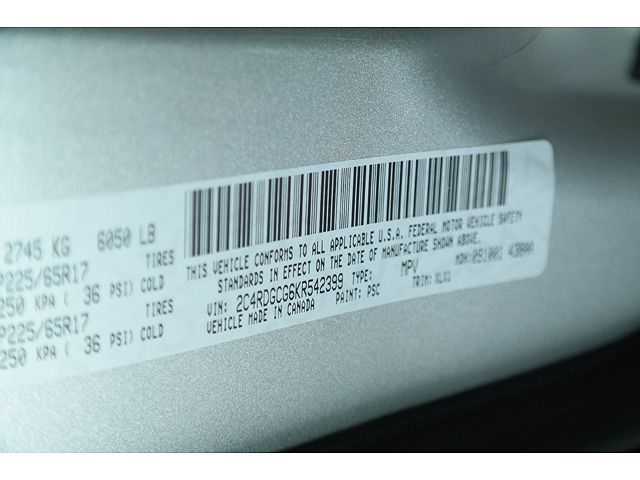 2745 KG 6050 LB
TIRES
P225/65R17
250 KPA ( 36 PSI) COLD
TIRES
P225/65R17
250 KPA ( 36 PSI) COLD
THIS VEHICLE CONFORMS TO ALL APPLICABLE U.S.A. FEDERAL MOTOR VEHICLE SAFETY
STANDARDS IN EFFECT ON THE DATE OF MANUFACTURE SHOWN ABOVE.
VIN: 2C4RDGCG6KR542399 TYPE: MPV MDH:091001 43000
VEHICLE MADE IN CANADA PAINT: PSC TRIM: